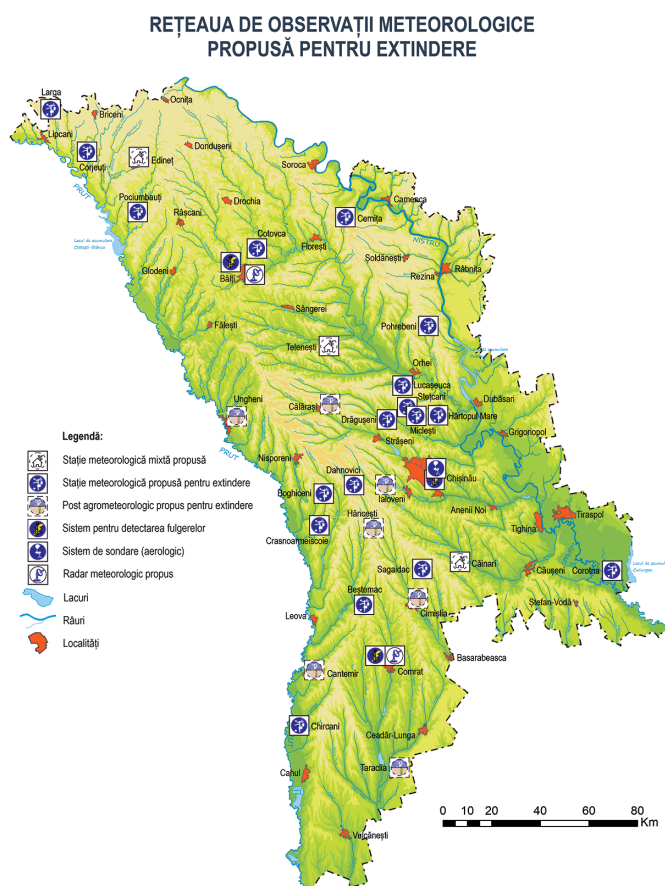 REȚEAUA DE OBSERVAȚII METEOROLOGICE
PROPUSĂ PENTRU EXTINDERE
Larga
Ocnița
Briceni
Lipcani
Dondușeni
Corjeuți
Edineț
Soroca
PRUT
Pociumbăuți
Drochia
Camenca
Râșcani
Cernița
Cotovca
Florești
NISTRU
Șoldănești
Glodeni
Rezina
Râbnița
Bălți
Sângerei
Fălești
Pohrebeni
Telenești
Orhei
Lucașeuca
Ungheni
Călărași
Stețcani
Dubăsari
Drăgușeni
Hârtopul Mare
Miclești
Grigoriopol
Strășeni
PRUT
Nisporeni
Dahnovici
Chișinău
Boghiceni
Ialoveni
Anenii Noi
Hâncești
Tiraspol
Tighina
Crasnoarmeiscoie
Căinari
Sagaidac
Căușeni
Corotna
Beștemac
Ștefan-Vodă
Cimișlia
Leova
Basarabeasca
Comrat
Cantemir
Chircani
Ceadâr-Lunga
Taraclia
Cahul
Vulcănești
Legendă:
Stație meteorologică mixtă propusă
Stație meteorologică propusă pentru extindere
Post agrometeorologic propus pentru extindere
Sistem pentru detectarea fulgerelor
Sistem de sondare (aerologic)
Radar meteorologic propus
Lacuri
Râuri
Localități
0 10 20 40 60 80
Km